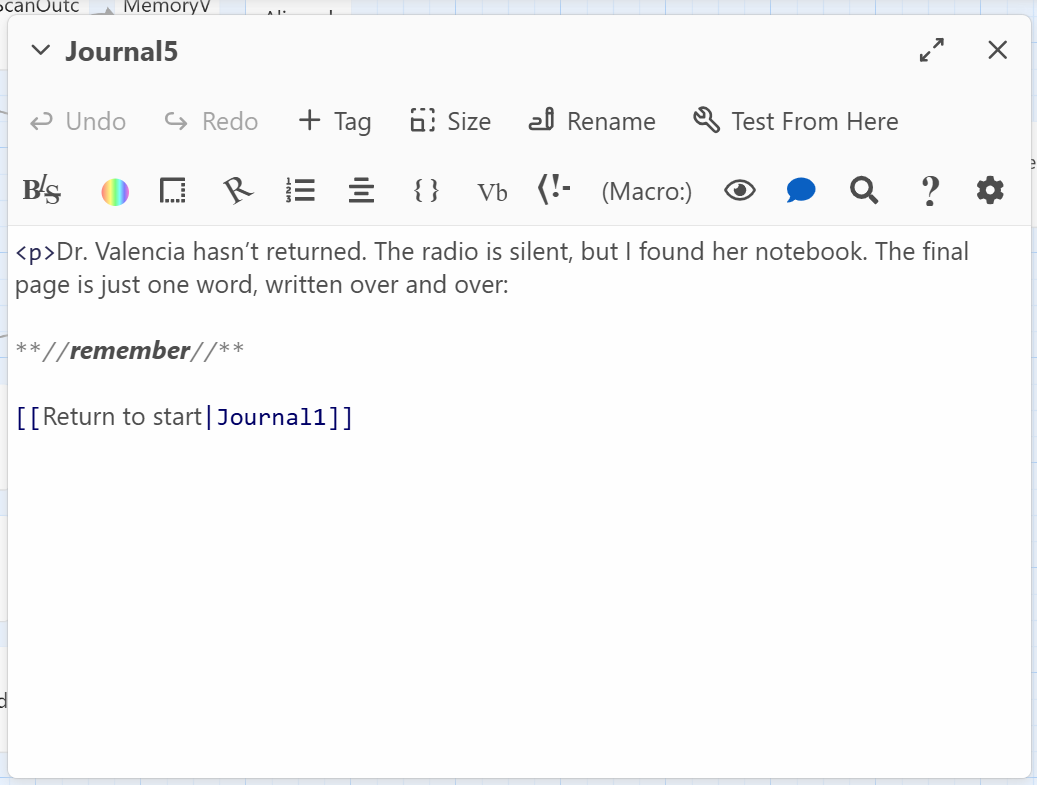 MemoryV
Journal5
Undo
Redo
Tag
Size
Rename
Test From Here
Vb
(Macro:)
<p>Dr. Valencia hasn’t returned. The radio is silent, but I found her notebook. The final
page is just one word, written over and over:
**//remember//**
[[Return to start|Journal1]]